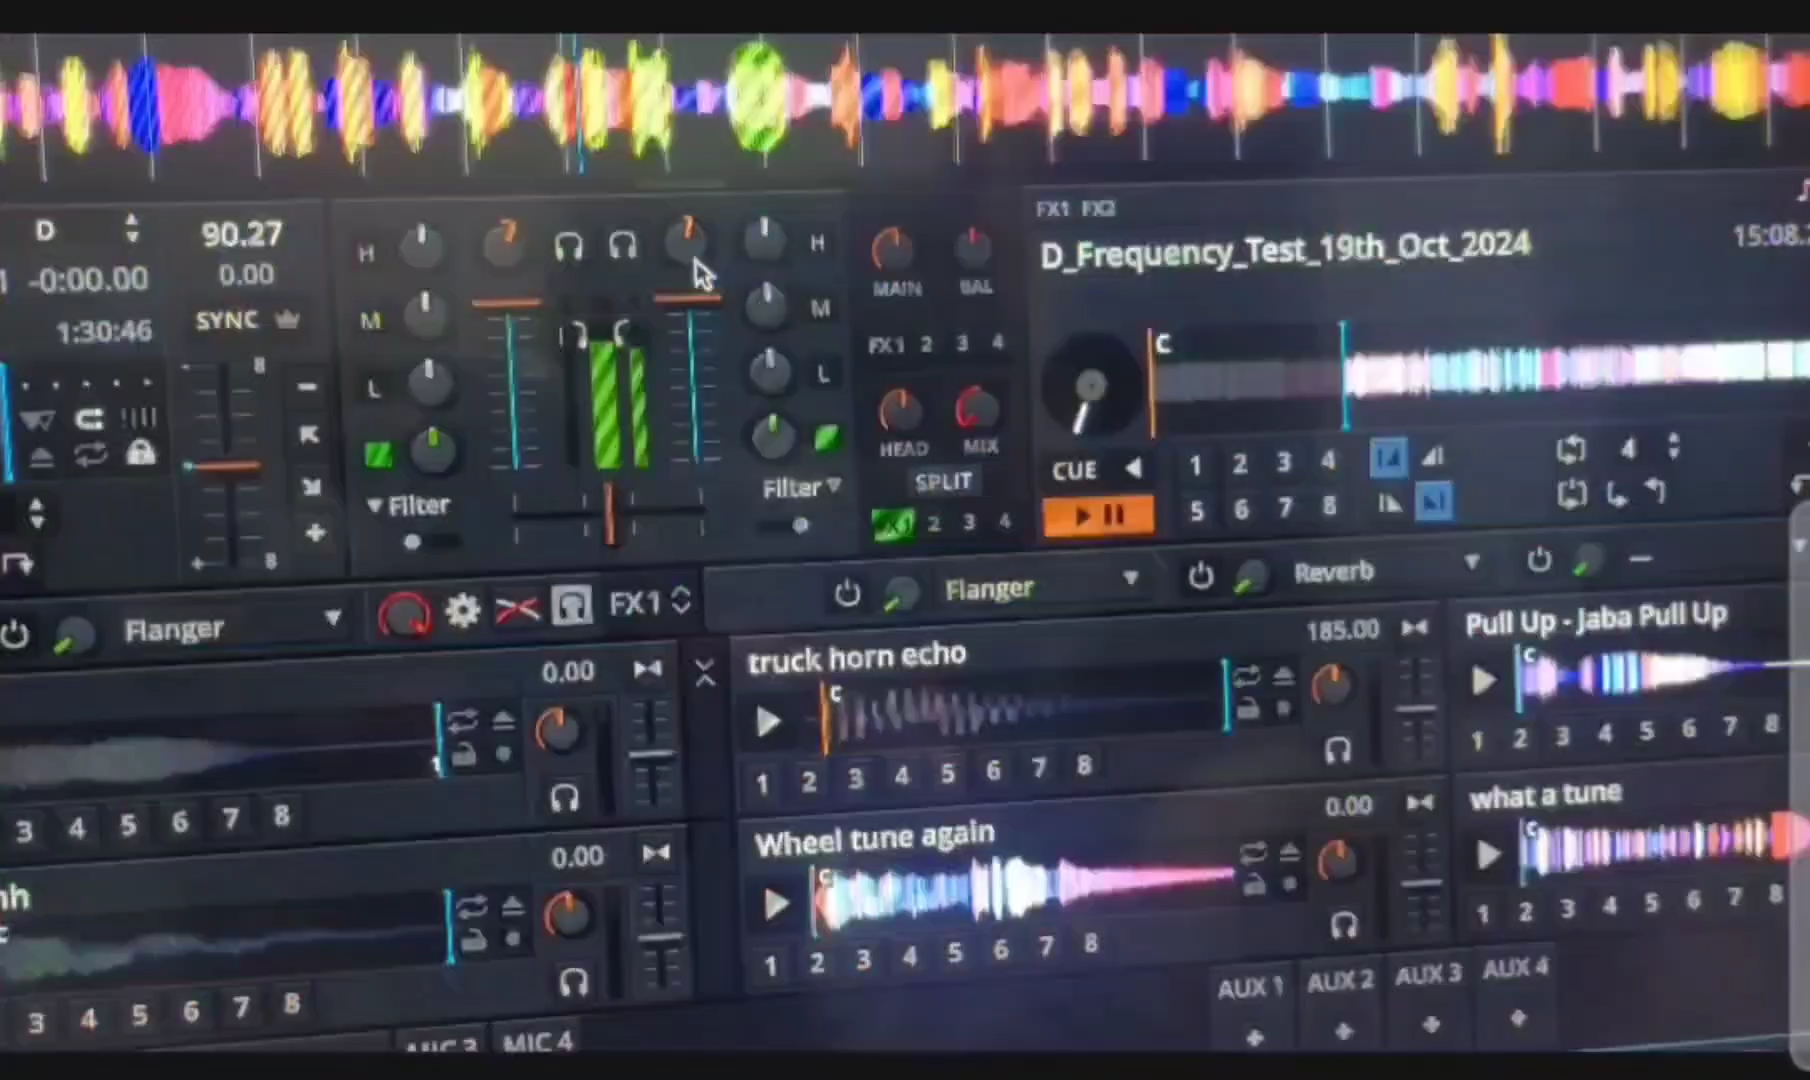 D
90.27
-0:00.00
0.00
1:30:46
SYNC
8
8
H
M
L
Filter
H
M
L
Filter
MAIN
BAL
FX1 2 3 4
HEAD
MIX
SPLIT
2 3 4
FX1 FX2
D_Frequency_Test_19th_Oct_2024
15:08.
C
CUE
1 2 3 4
5 6 7 8
4
Flanger
FX1
Flanger
Reverb
0.00
3 4 5 6 7 8
0.00
3 4 5 6 7 8
truck horn echo
185.00
C
1 2 3 4 5 6 7 8
Wheel tune again
0.00
C
1 2 3 4 5 6 7 8
Pull Up - Jaba Pull Up
C
1 2 3 4 5 6 7 8
what a tune
C
1 2 3 4 5 6 7 8
MIC 3
MIC 4
AUX 1
AUX 2
AUX 3
AUX 4